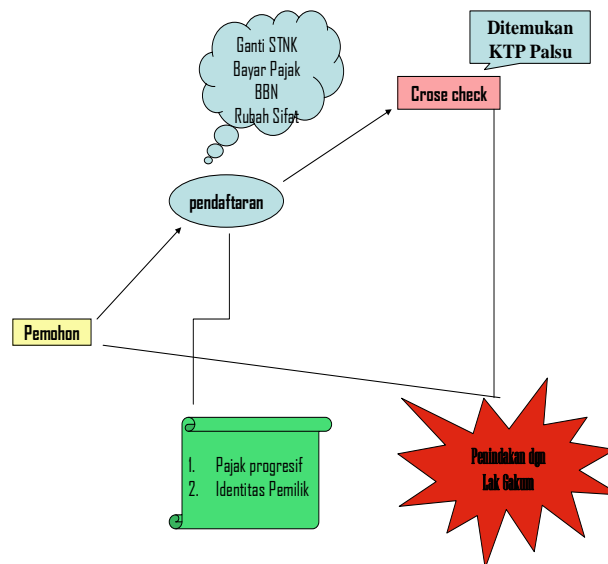 Ditemukan
KTP Palsu
Ganti STNK
Bayar Pajak
BBN
Rubah Sifat
Crose check
pendaftaran
Pemohon
1. Pajak progresif
2. Identitas Pemilik
Penindakan dgn
Lak Gakum